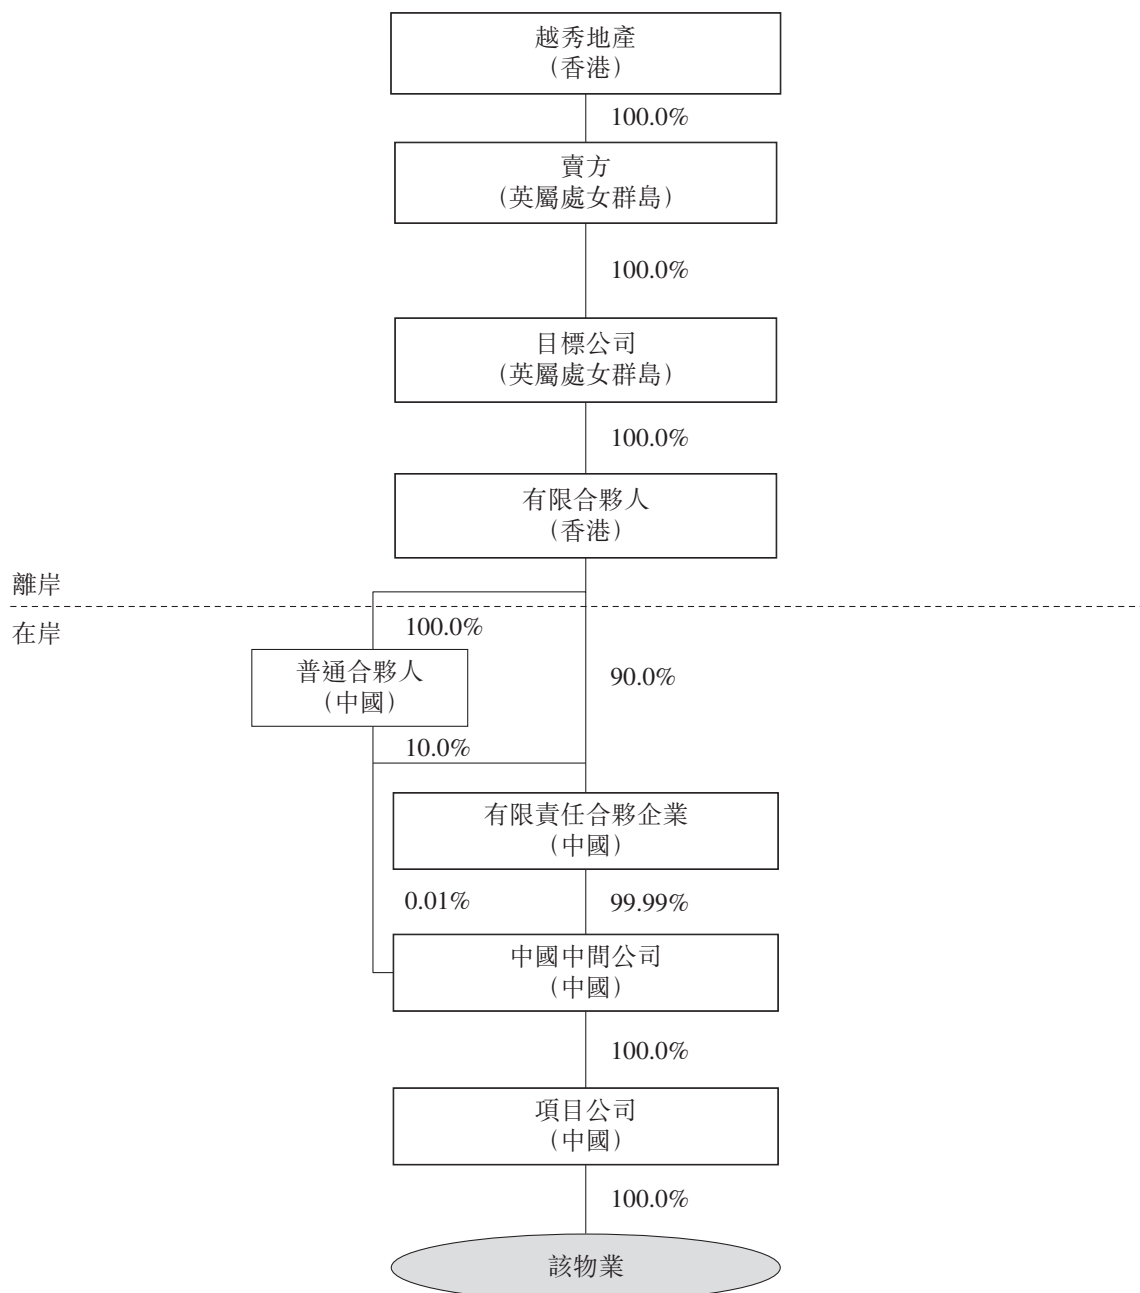 越秀地產
（香港）
100.0%
賣方
（英屬處女群島）
100.0%
目標公司
（英屬處女群島）
100.0%
有限合夥人
（香港）
離岸
在岸
100.0%
普通合夥人
（中國）
90.0%
10.0%
有限責任合夥企業
（中國）
0.01%
99.99%
中國中間公司
（中國）
100.0%
項目公司
（中國）
100.0%
該物業